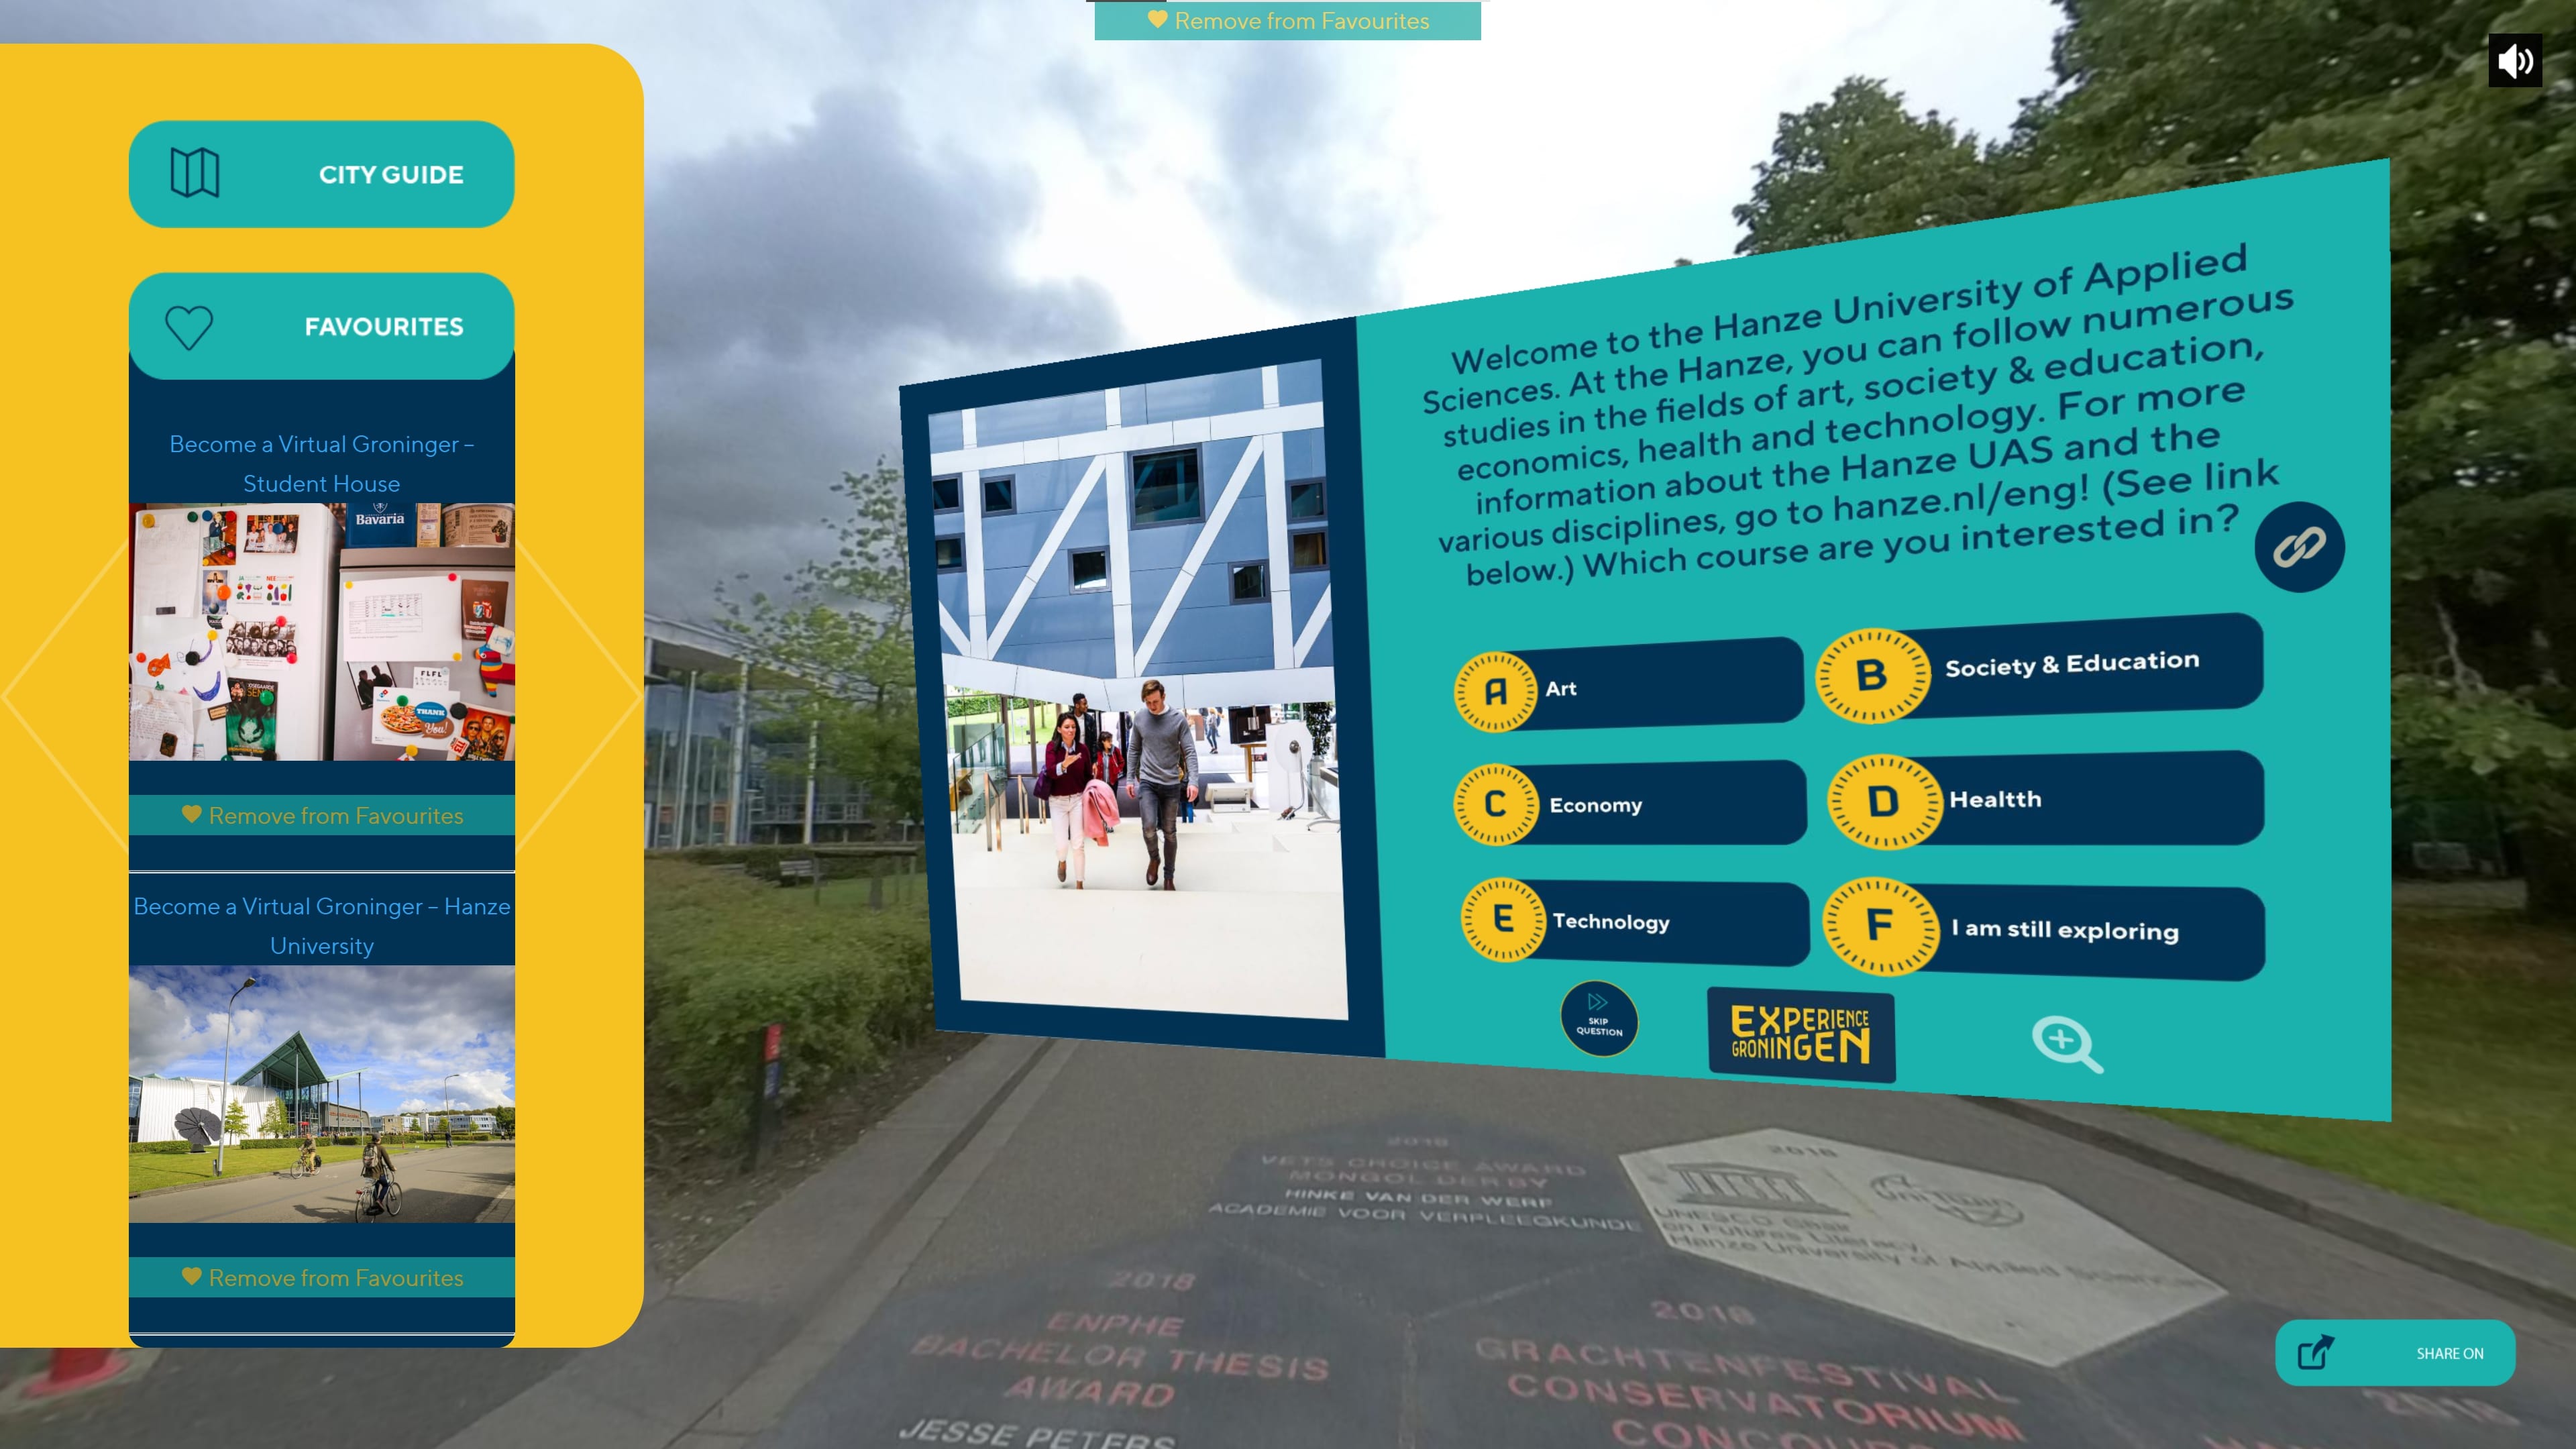 Remove from Favourites
CITY GUIDE
FAVOURITES
Become a Virtual Groninger –
Student House
Bavaria
FLFL
THANK
You!
Remove from Favourites
Become a Virtual Groninger – Hanze
University
Remove from Favourites
Welcome to the Hanze University of Applied
Sciences. At the Hanze, you can follow numerous
studies in the fields of art, society & education,
economics, health and technology. For more
information about the Hanze UAS and the
various disciplines, go to hanze.nl/eng! (See link
below.) Which course are you interested in?
A Art
B Society & Education
C Economy
D Healtth
E Technology
F I am still exploring
SKIP
QUESTION
EXPERIENCE
GRONINGEN
2018
VETS CHOICE AWARD
MONGOL DERBY
HINKE VAN DER WERF
ACADEMIE VOOR VERPLEEGKUNDE
2018
UNESCO Chair
on Futures Literacy,
Hanze University of Applied Sciences
2018
ENPHE
BACHELOR THESIS
AWARD
JESSE PETERS
2018
GRACHTENFESTIVAL
CONSERVATORIUM
2018
SHARE ON